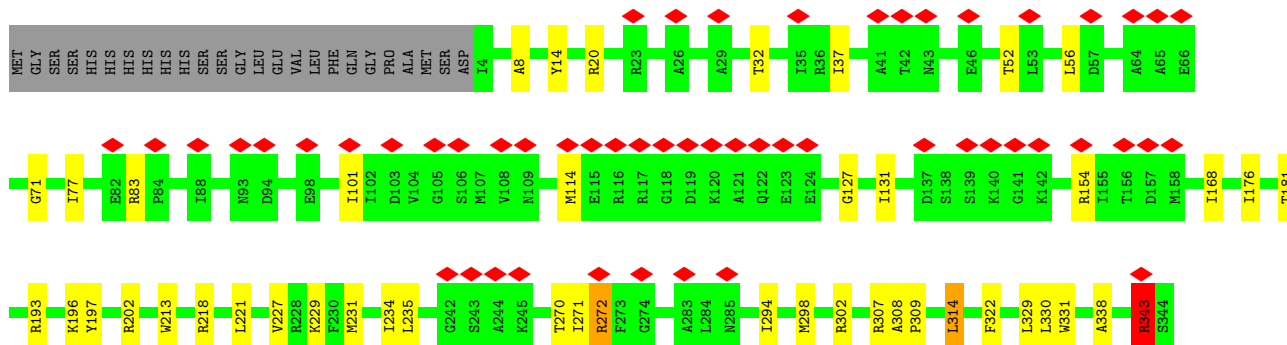 MET GLY SER SER HIS HIS HIS HIS HIS HIS SER SER GLY LEU GLU VAL LEU PHE GLN GLY PRO ALA MET SER ASP I4 A8 Y14 R20 R23 A26 A29 T32 I35 R36 I37 A41 T42 N43 E46 T52 L53 L56 D57 A64 A65 E66
G71 I77 E82 R83 P84 I88 N93 D94 E98 I101 I102 D103 V104 G105 S106 M107 V108 N109 M114 E115 R116 R117 G118 D119 K120 A121 Q122 E123 E124 G127 I131 D137 S138 S139 K140 G141 K142 R154 I155 T156 D157 M158 I168 I176 T181
R193 K196 Y197 R202 W213 R218 L221 V227 R228 K229 F230 M231 I234 L235 G242 S243 A244 K245 T270 I271 R272 F273 G274 A283 L284 N285 I294 M298 R302 R307 A308 P309 L314 F322 L329 L330 W331 A338 R343 S344